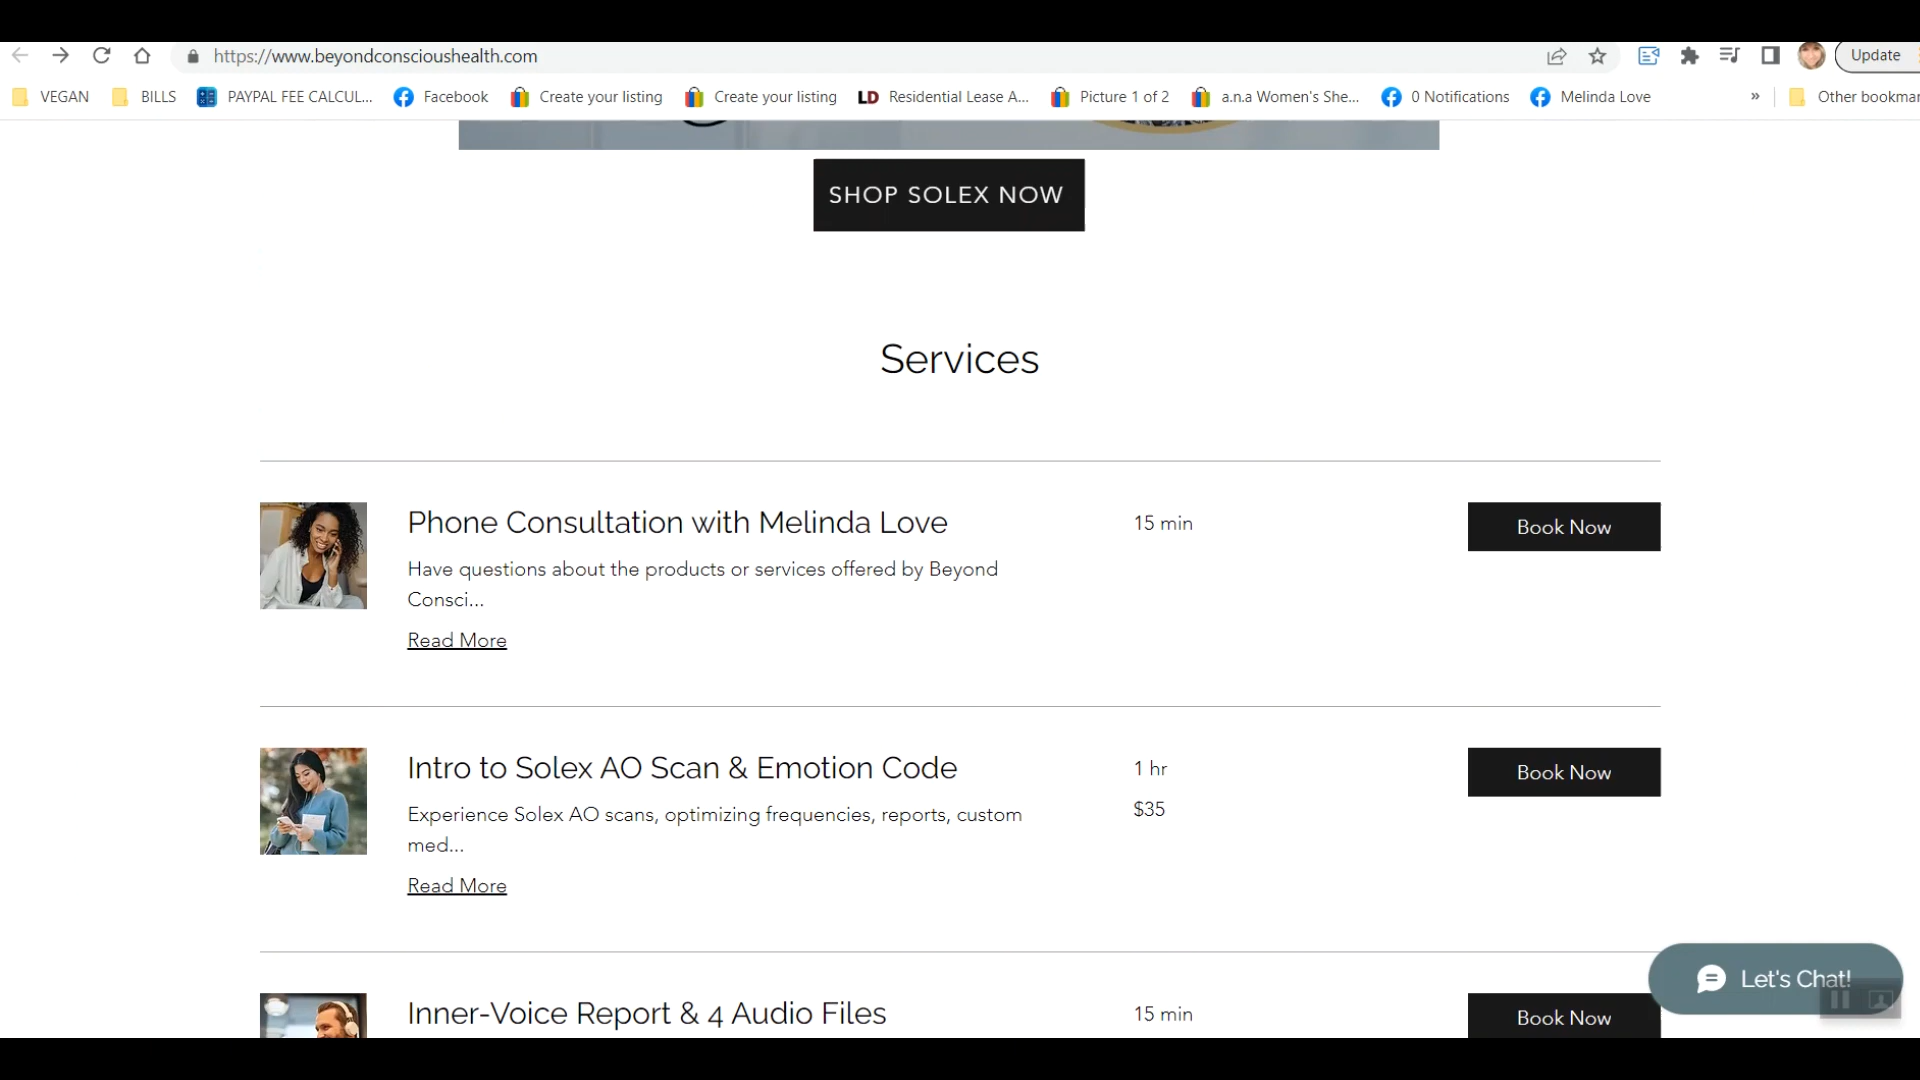 https://www.beyondconscioushealth.com
Update
VEGAN
BILLS
PAYPAL FEE CALCUL...
Facebook
Create your listing
Create your listing
LD
Residential Lease A...
Picture 1 of 2
a.n.a Women's She...
0 Notifications
Melinda Love
»
Other bookmar
SHOP SOLEX NOW
Services
Phone Consultation with Melinda Love
15 min
Book Now
Have questions about the products or services offered by Beyond
Consci...
Read More
Intro to Solex AO Scan & Emotion Code
1 hr
Book Now
$35
Experience Solex AO scans, optimizing frequencies, reports, custom
med...
Read More
Let's Chat!
Inner-Voice Report & 4 Audio Files
15 min
Book Now